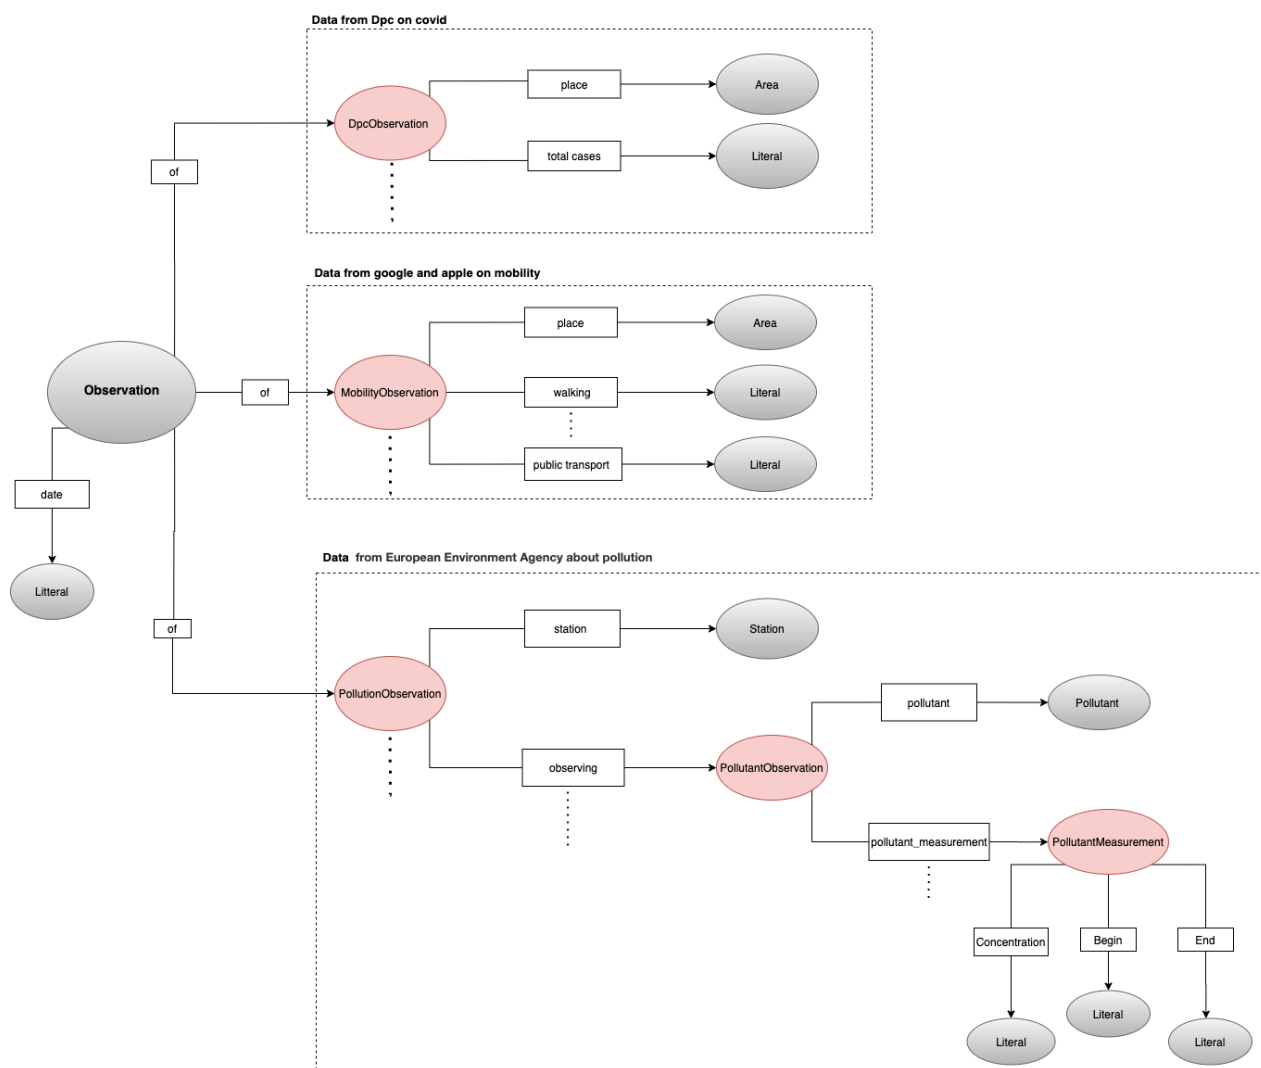 Data from Dpc on covid
place
Area
DpcObservation
of
total cases
Literal
Data from google and apple on mobility
place
Area
Observation
of
MobilityObservation
walking
Literal
public transport
Literal
date
Litteral
Data from European Environment Agency about pollution
of
station
Station
PollutionObservation
pollutant
Pollutant
observing
PollutantObservation
pollutant_measurement
PollutantMeasurement
Concentration
Begin
End
Literal
Literal
Literal